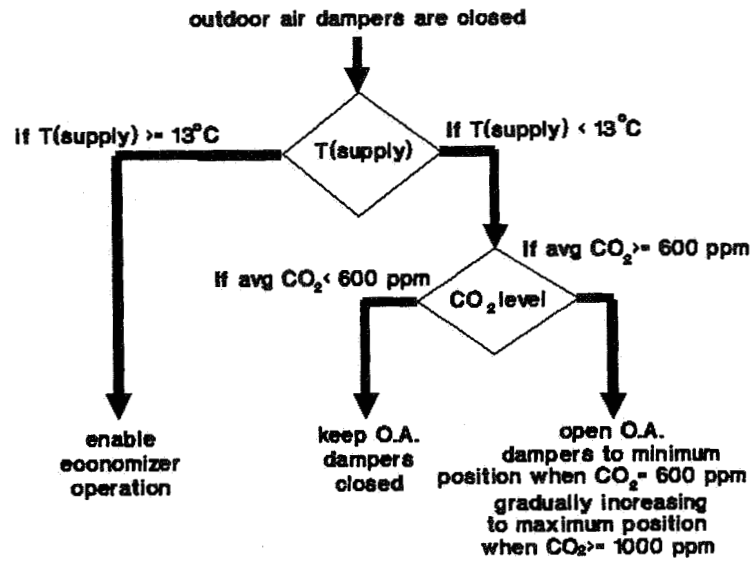 outdoor air dampers are closed
if T(supply) >= 13°C
If T(supply) < 13°C
T(supply)
If avg CO₂>= 600 ppm
If avg CO₂< 600 ppm
CO₂ level
enable
economizer
operation
keep O.A.
dampers
closed
open O.A.
dampers to minimum
position when CO₂= 600 ppm
gradually increasing
to maximum position
when CO₂>= 1000 ppm